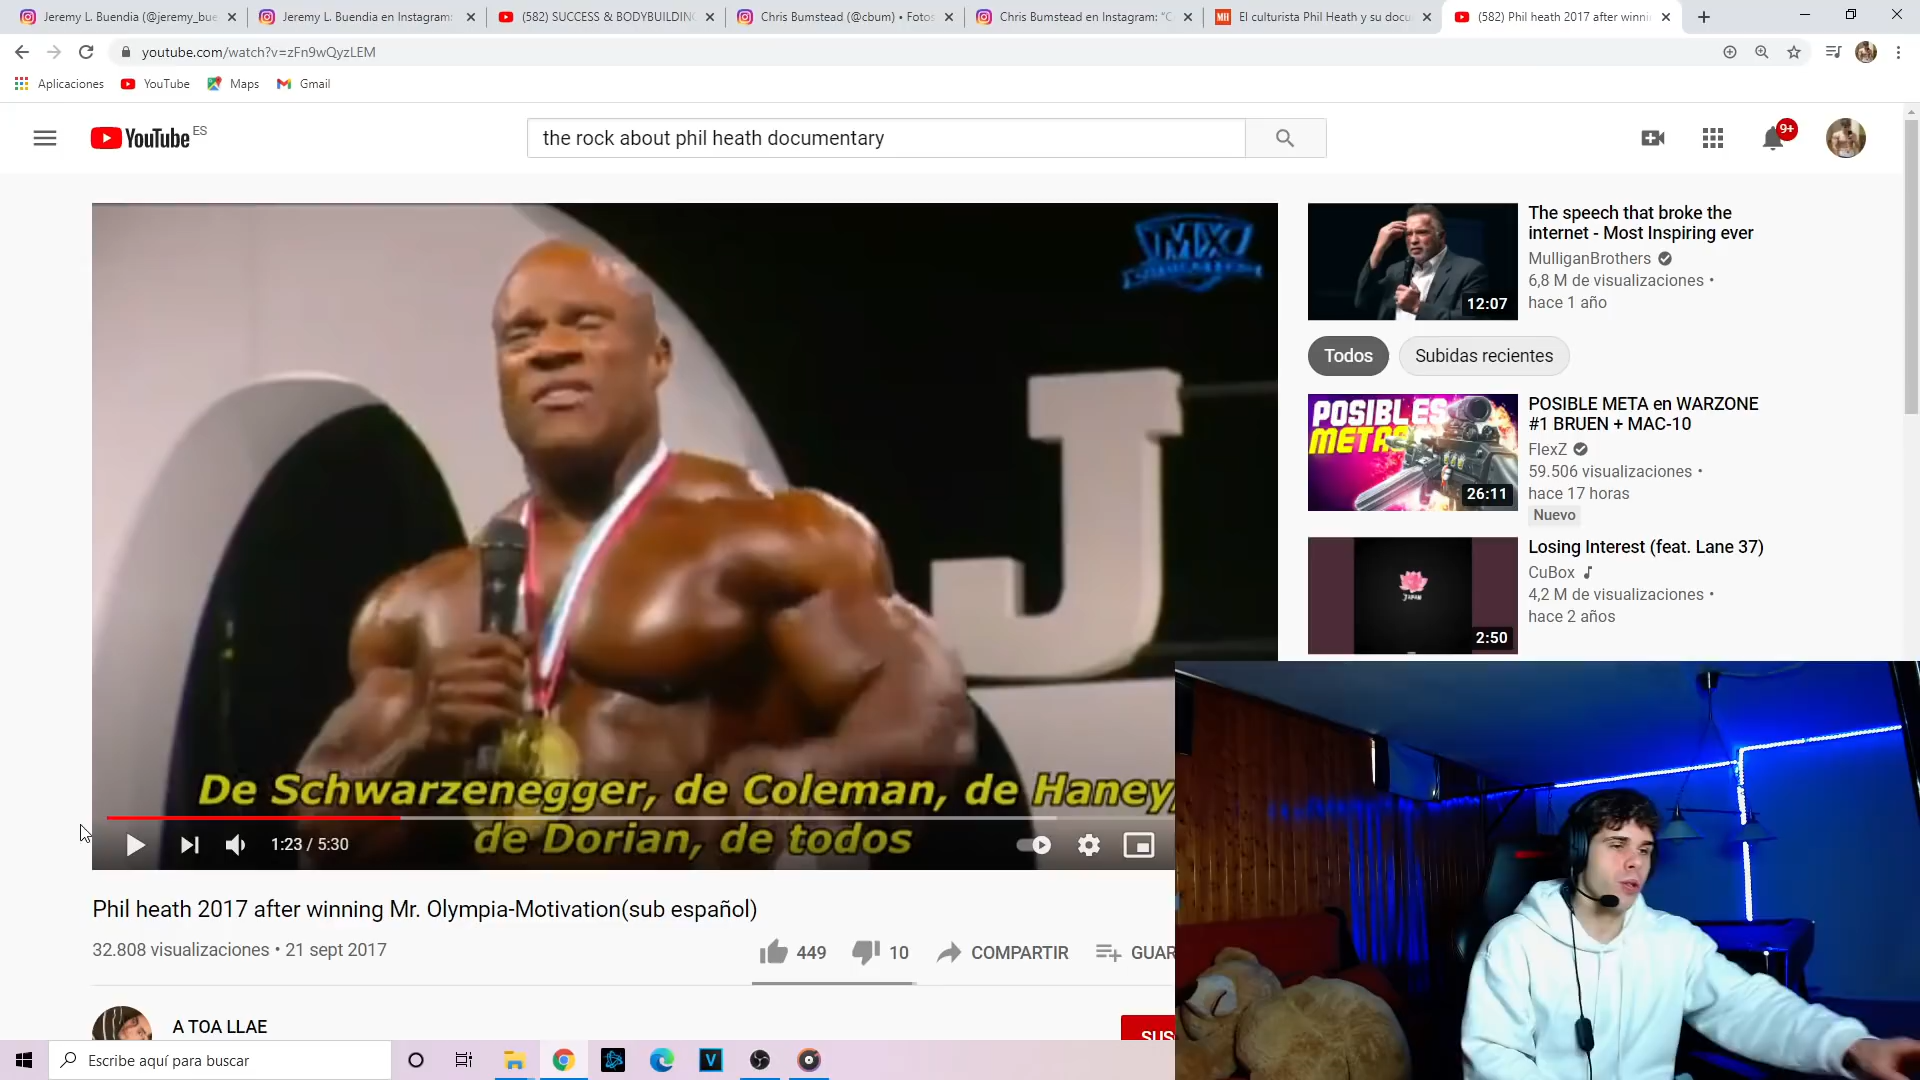 Jeremy L. Buendia (@jeremy_bue
Jeremy L. Buendia en Instagram:
(582) SUCCESS & BODYBUILDING
Chris Bumstead (@cbum) • Fotos
Chris Bumstead en Instagram: "C
MH
El culturista Phil Heath y su docu
(582) Phil heath 2017 after winni
youtube.com/watch?v=zFn9wQyzLEM
Aplicaciones
YouTube
Maps
Gmail
YouTube ES
the rock about phil heath documentary
9+
MX
J
De Schwarzenegger, de Coleman, de Haney,
de Dorian, de todos
1:23 / 5:30
Phil heath 2017 after winning Mr. Olympia-Motivation(sub español)
32.808 visualizaciones • 21 sept 2017
449
10
COMPARTIR
GUAR
A TOA LLAE
SUS
12:07
The speech that broke the
internet - Most Inspiring ever
MulliganBrothers
6,8 M de visualizaciones •
hace 1 año
Todos
Subidas recientes
POSIBLES
METAS
26:11
POSIBLE META en WARZONE
#1 BRUEN + MAC-10
FlexZ
59.506 visualizaciones •
hace 17 horas
Nuevo
2:50
Losing Interest (feat. Lane 37)
CuBox
4,2 M de visualizaciones •
hace 2 años
Escribe aquí para buscar
V